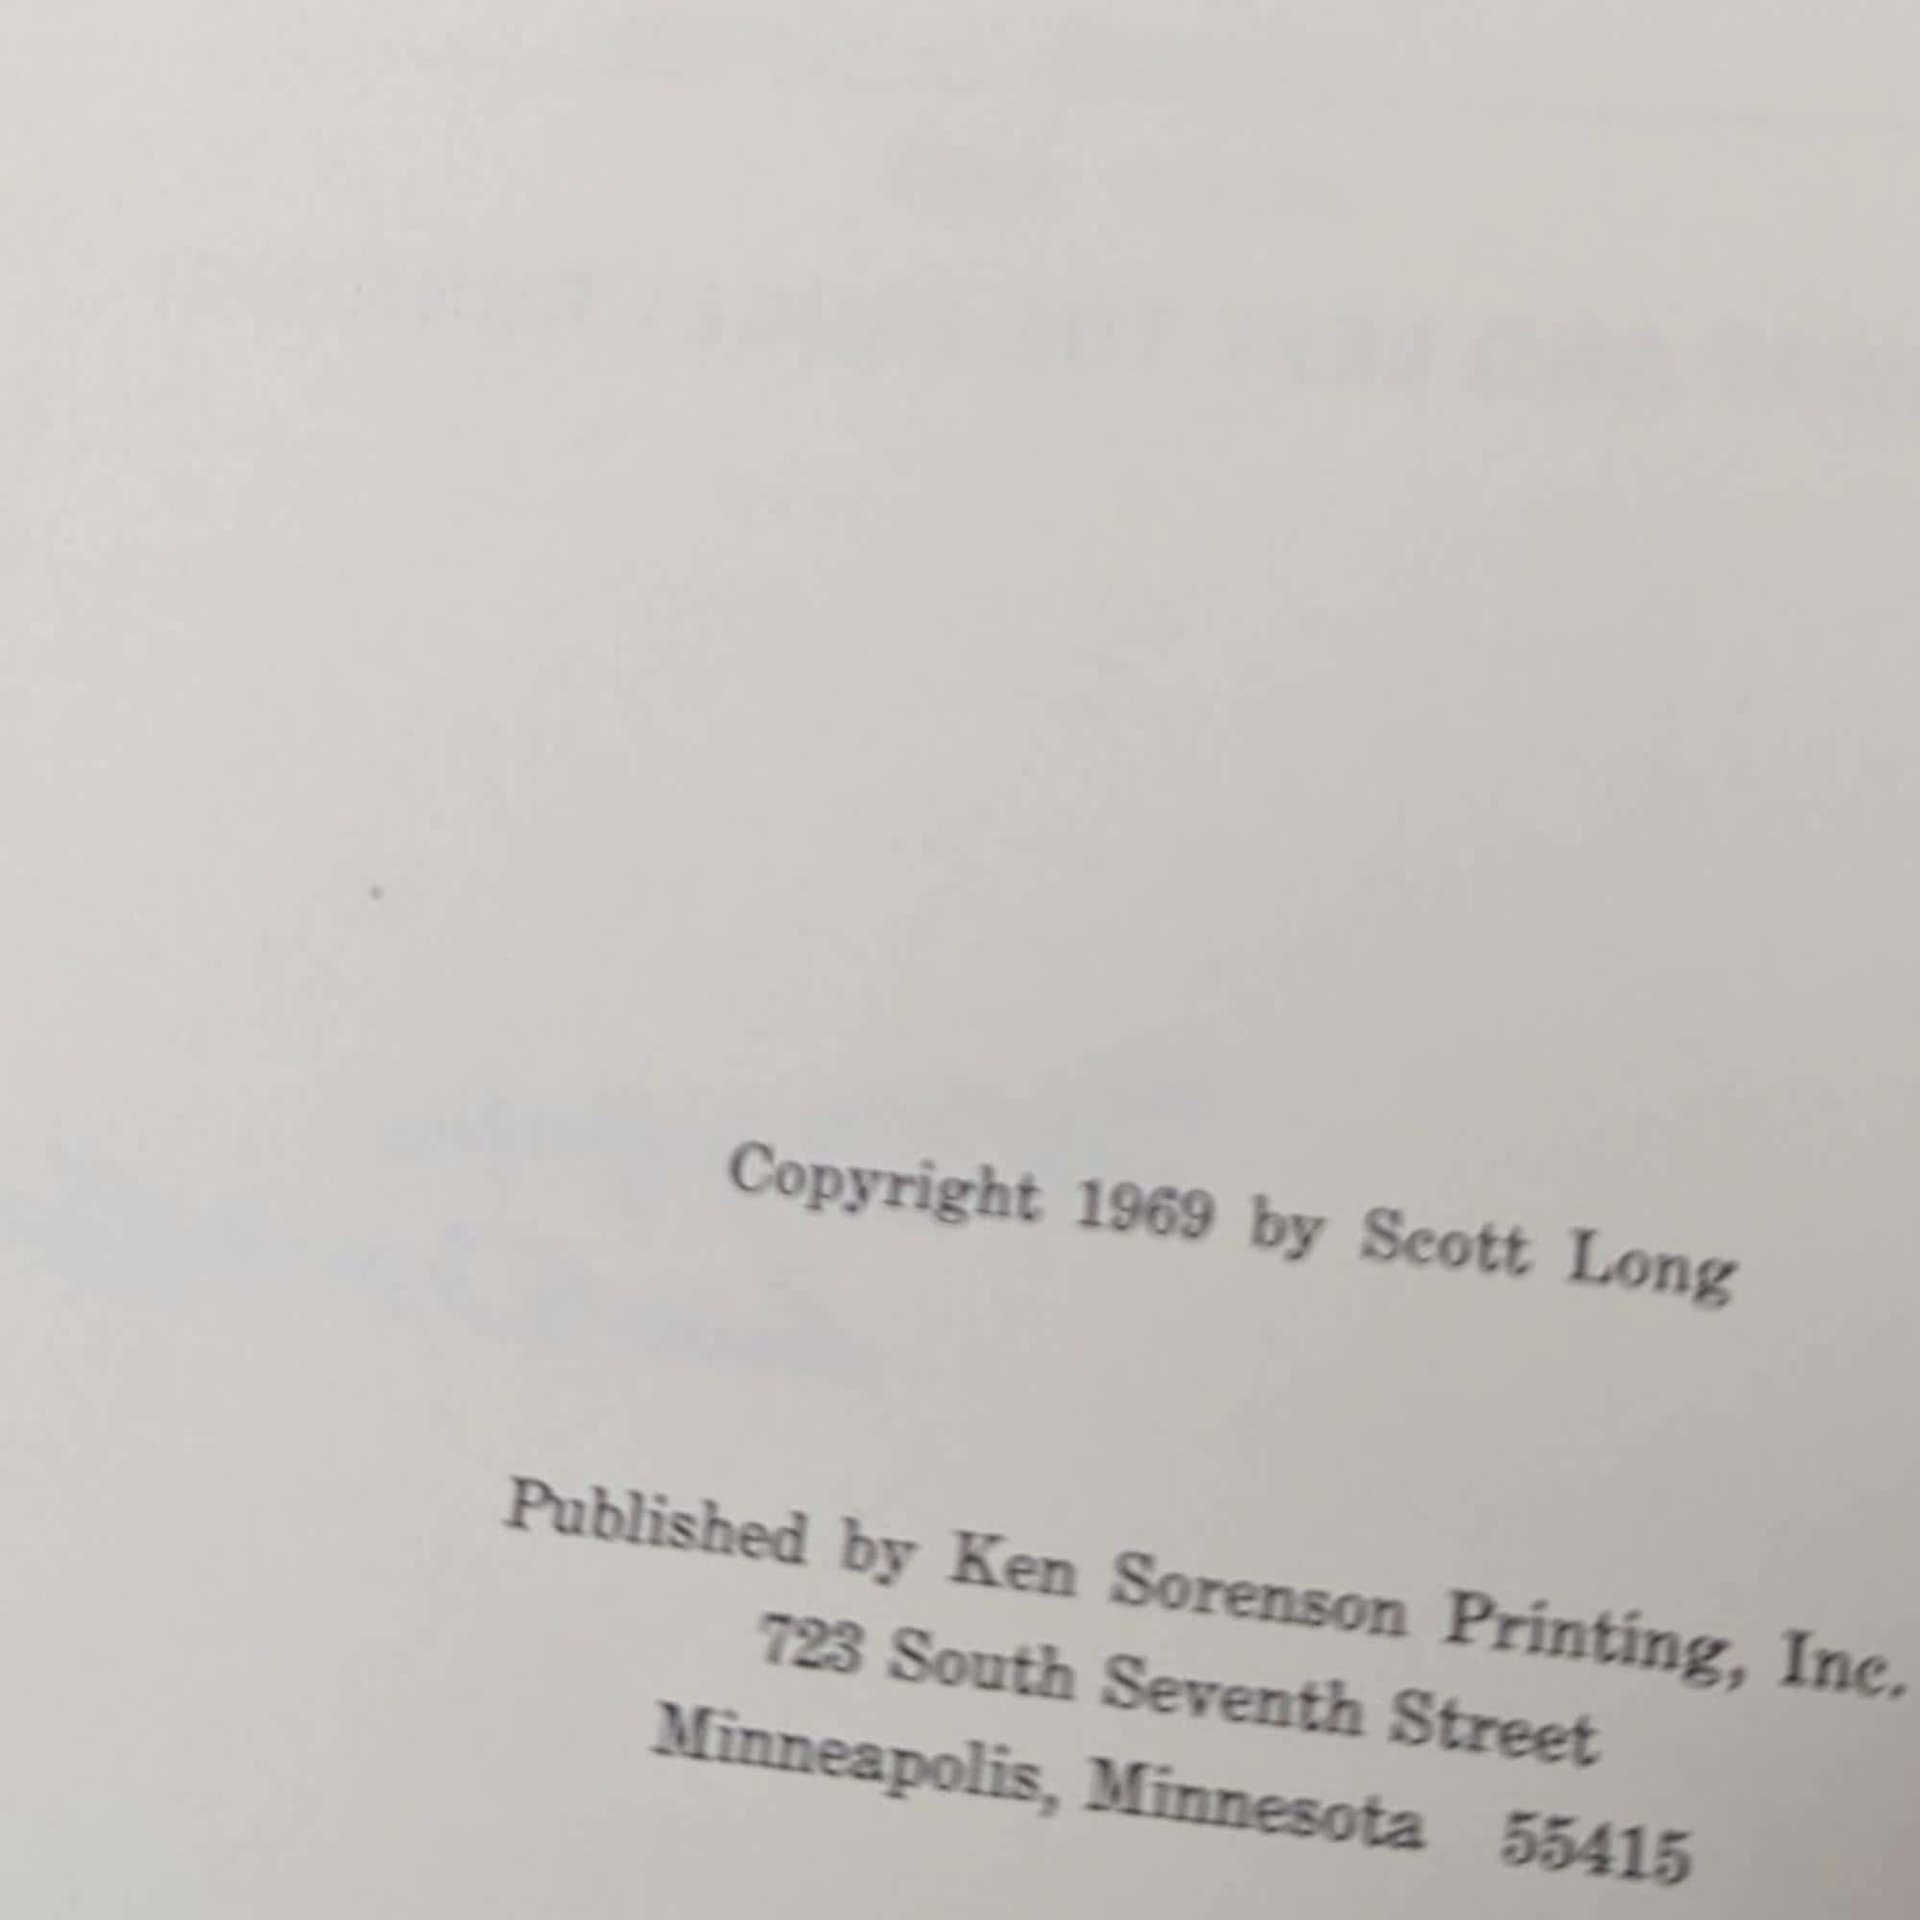 Copyright 1969 by Scott Long
Published by Ken Sorenson Printing, Inc.
723 South Seventh Street
Minneapolis, Minnesota 55415